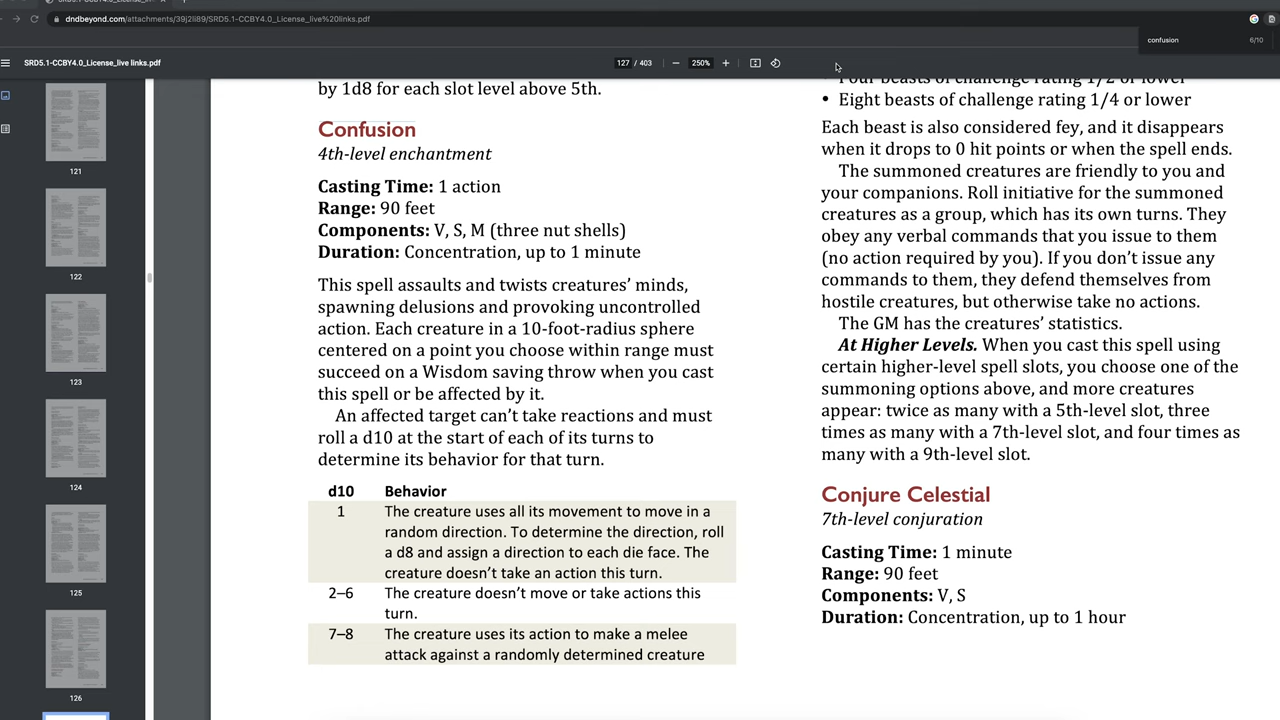 SRD5.1-CCBY4.0_License_live
dndbeyond.com/attachments/39j2li89/SRD5.1-CCBY4.0_License_live%20links.pdf
confusion
6/10
SRD5.1-CCBY4.0_License_live links.pdf
127 / 403
250%
121
122
123
124
125
126
by 1d8 for each slot level above 5th.
Confusion
4th-level enchantment
Casting Time: 1 action
Range: 90 feet
Components: V, S, M (three nut shells)
Duration: Concentration, up to 1 minute
This spell assaults and twists creatures’ minds,
spawning delusions and provoking uncontrolled
action. Each creature in a 10-foot-radius sphere
centered on a point you choose within range must
succeed on a Wisdom saving throw when you cast
this spell or be affected by it.
An affected target can’t take reactions and must
roll a d10 at the start of each of its turns to
determine its behavior for that turn.
d10 Behavior
1 The creature uses all its movement to move in a
random direction. To determine the direction, roll
a d8 and assign a direction to each die face. The
creature doesn’t take an action this turn.
2–6 The creature doesn’t move or take actions this
turn.
7–8 The creature uses its action to make a melee
attack against a randomly determined creature
• Four beasts of challenge rating 1/2 or lower
• Eight beasts of challenge rating 1/4 or lower
Each beast is also considered fey, and it disappears
when it drops to 0 hit points or when the spell ends.
The summoned creatures are friendly to you and
your companions. Roll initiative for the summoned
creatures as a group, which has its own turns. They
obey any verbal commands that you issue to them
(no action required by you). If you don’t issue any
commands to them, they defend themselves from
hostile creatures, but otherwise take no actions.
The GM has the creatures’ statistics.
At Higher Levels. When you cast this spell using
certain higher-level spell slots, you choose one of the
summoning options above, and more creatures
appear: twice as many with a 5th-level slot, three
times as many with a 7th-level slot, and four times as
many with a 9th-level slot.
Conjure Celestial
7th-level conjuration
Casting Time: 1 minute
Range: 90 feet
Components: V, S
Duration: Concentration, up to 1 hour